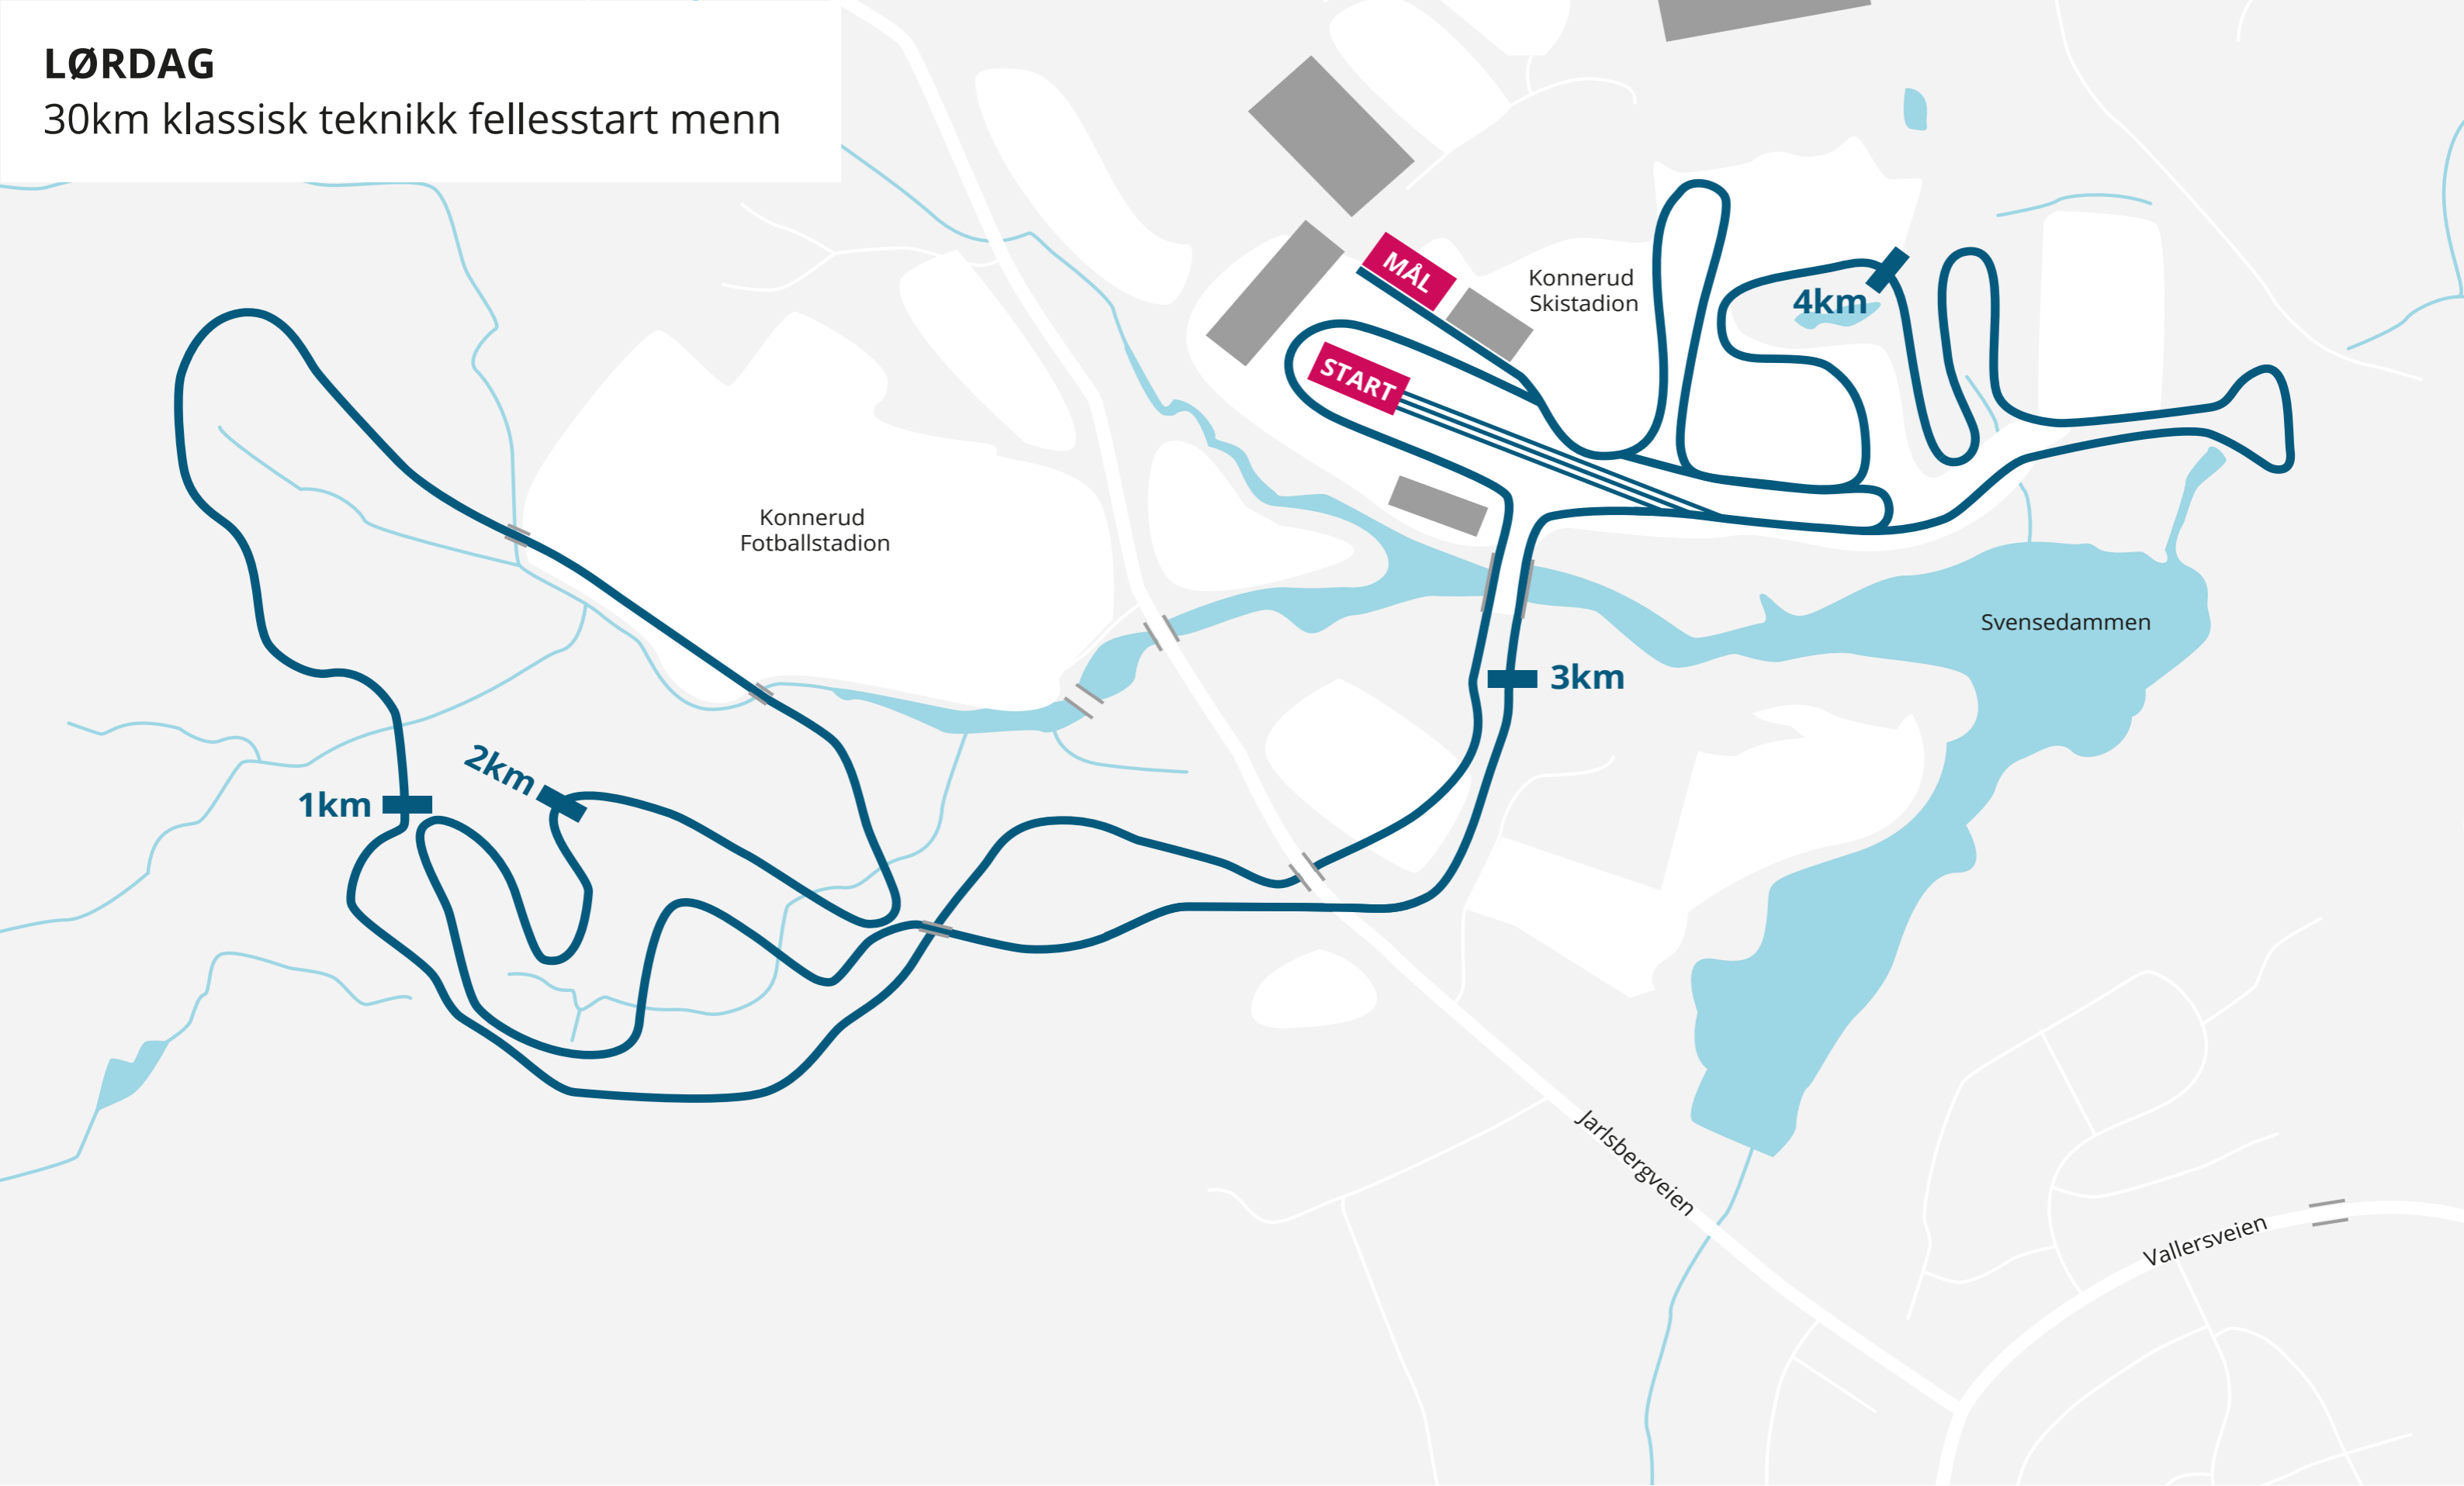 LØRDAG
30km klassisk teknikk fellesstart menn
MÅL
Konnerud
Skistadion
4km
START
Konnerud
Fotballstadion
Svensedammen
3km
2km
1km
Jarlsbergveien
Vallersveien